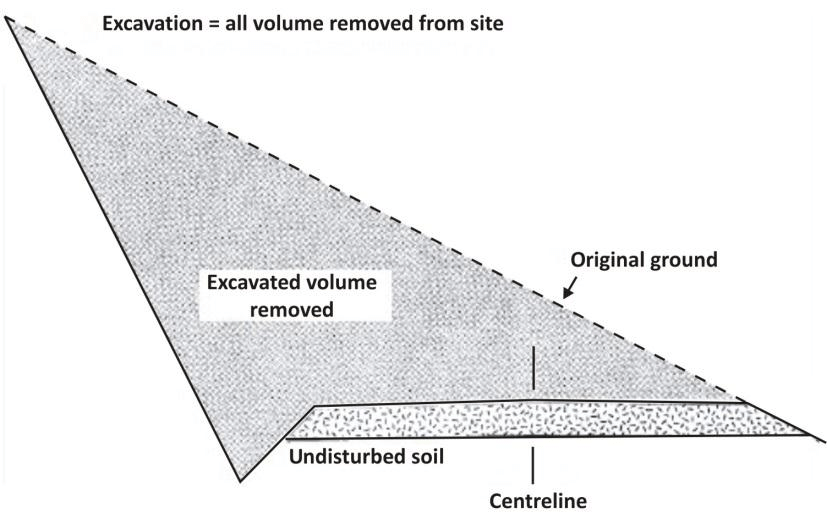 Excavation = all volume removed from site
Original ground
Excavated volume
removed
Undisturbed soil
Centreline